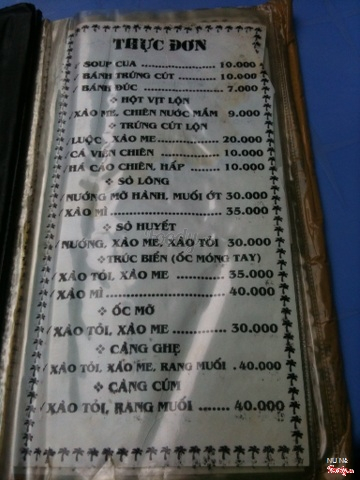 THỰC ĐƠN
SOUP CUA ................ 10.000
BÁNH TRỨNG CÚT .......... 10.000
BÁNH ĐÚC ................ 7.000
❖ HỘT VỊT LỘN
XÀO ME, CHIÊN NƯỚC MẮM 9.000
❖ TRỨNG CÚT LỘN
LUỘC, XÀO ME ............ 20.000
CÁ VIÊN CHIÊN ........... 10.000
HÁ CẢO CHIÊN, HẤP ....... 10.000
❖ SÒ LÔNG
NƯỚNG MỠ HÀNH, MUỐI ỚT 30.000
XÀO MÌ .................. 35.000
❖ SÒ HUYẾT
NƯỚNG, XÀO ME, XÀO TỎI 30.000
❖TRÚC BIỂN (ỐC MÓNG TAY)
XÀO TỎI, XÀO ME ......... 35.000
XÀO MÌ .................. 40.000
❖ ỐC MỠ
XÀO TỎI, XÀO ME ......... 30.000
❖ CÀNG GHẸ
XÀO TỎI, XÀO ME, RANG MUỐI . 40.000
❖ CÀNG CÚM
XÀO TỎI, RANG MUỐI ....... 40.000